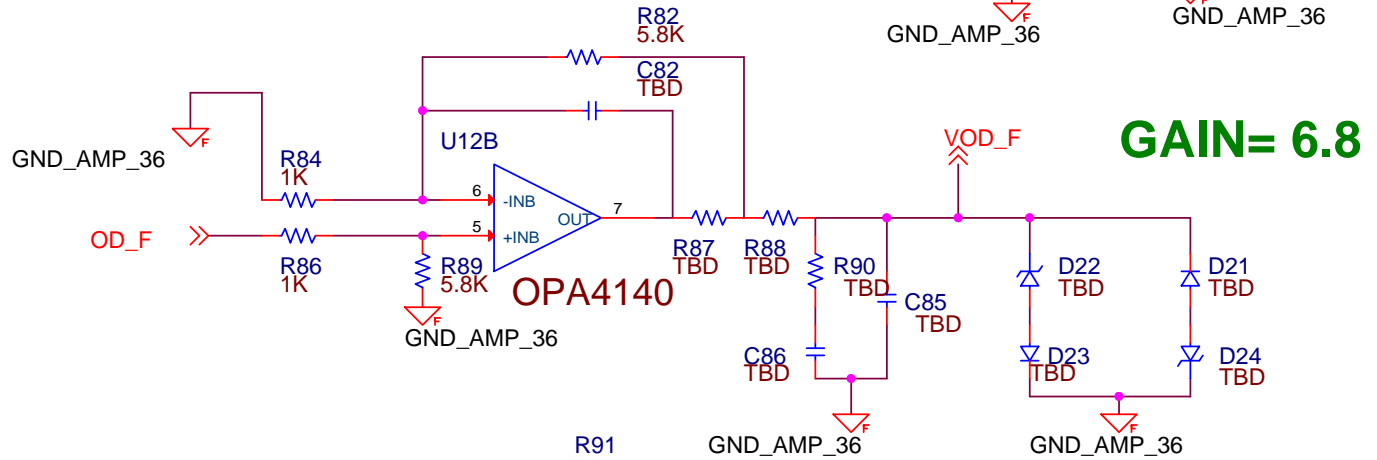 GND_AMP_36
F
GND_AMP_36
R82
5.8K
C82
TBD
GND_AMP_36
F
U12B
VOD_F
GAIN= 6.8
R84
1K
6
-INB
7
OUT
OD_F
5
+INB
R86
1K
R89
5.8K
OPA4140
R87
TBD
R88
TBD
R90
TBD
C85
TBD
D22
TBD
D21
TBD
F
GND_AMP_36
C86
TBD
D23
TBD
D24
TBD
F
F
R91
GND_AMP_36
GND_AMP_36